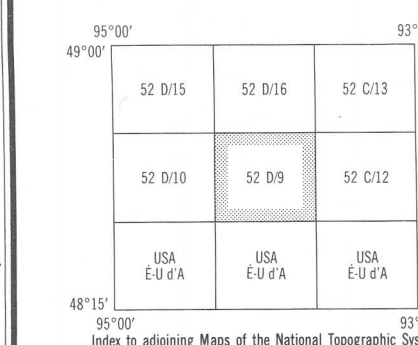 95°00′ 93°
49°00′
52 D/15 52 D/16 52 C/13
52 D/10 52 D/9 52 C/12
USA USA USA
É-U d'A É-U d'A É-U d'A
48°15′
95°00′ 93°
Index to adjoining Maps of the National Topographic